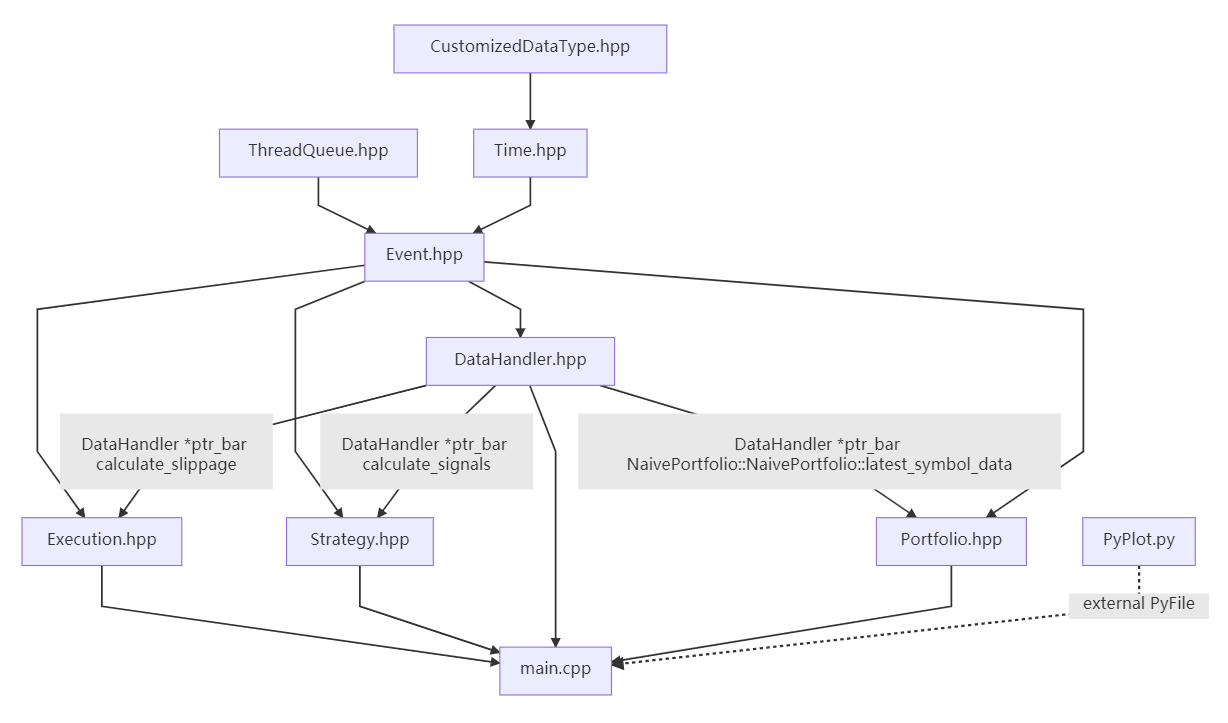 CustomizedDataType.hpp
ThreadQueue.hpp
Time.hpp
Event.hpp
DataHandler.hpp
DataHandler *ptr_bar
calculate_slippage
DataHandler *ptr_bar
calculate_signals
DataHandler *ptr_bar
NaivePortfolio::NaivePortfolio::latest_symbol_data
Execution.hpp
Strategy.hpp
Portfolio.hpp
PyPlot.py
external PyFile
main.cpp